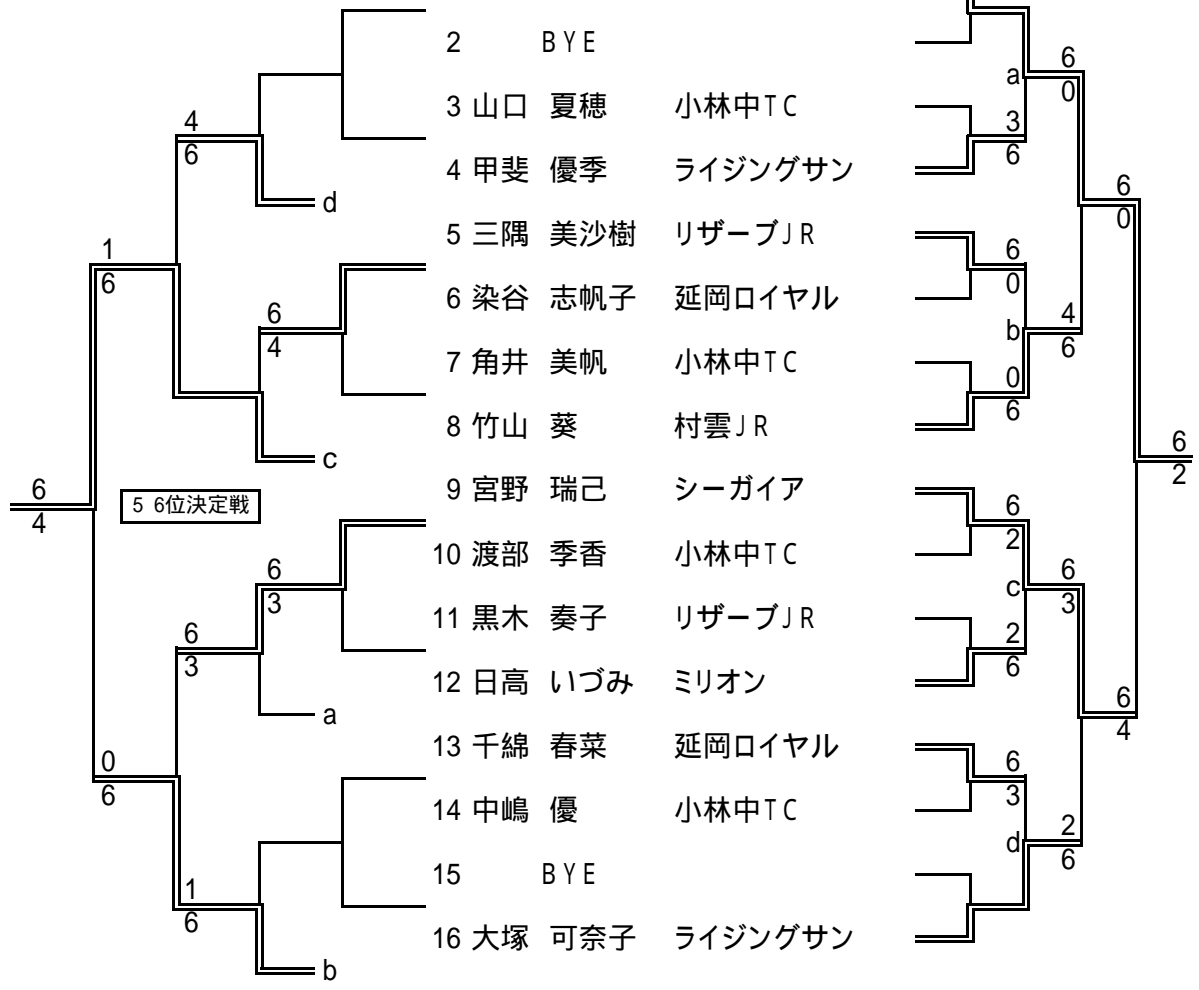 2 BYE
6
a
0
3 山口 夏穂 小林中TC
4
3
6
6
4 甲斐 優季 ライジングサン
d
6
0
5 三隅 美沙樹 リザーブJR
1
6
6
0
6 染谷 志帆子 延岡ロイヤル
6
4
4
b
6
7 角井 美帆 小林中TC
0
6
8 竹山 葵 村雲JR
c
6
2
9 宮野 瑞己 シーガイア
6
4
5 6位決定戦
6
2
10 渡部 季香 小林中TC
6
3
6
c
3
11 黒木 奏子 リザーブJR
6
3
2
6
12 日高 いづみ ミリオン
a
6
4
13 千綿 春菜 延岡ロイヤル
0
6
6
3
14 中嶋 優 小林中TC
2
d
6
15 BYE
1
6
16 大塚 可奈子 ライジングサン
b